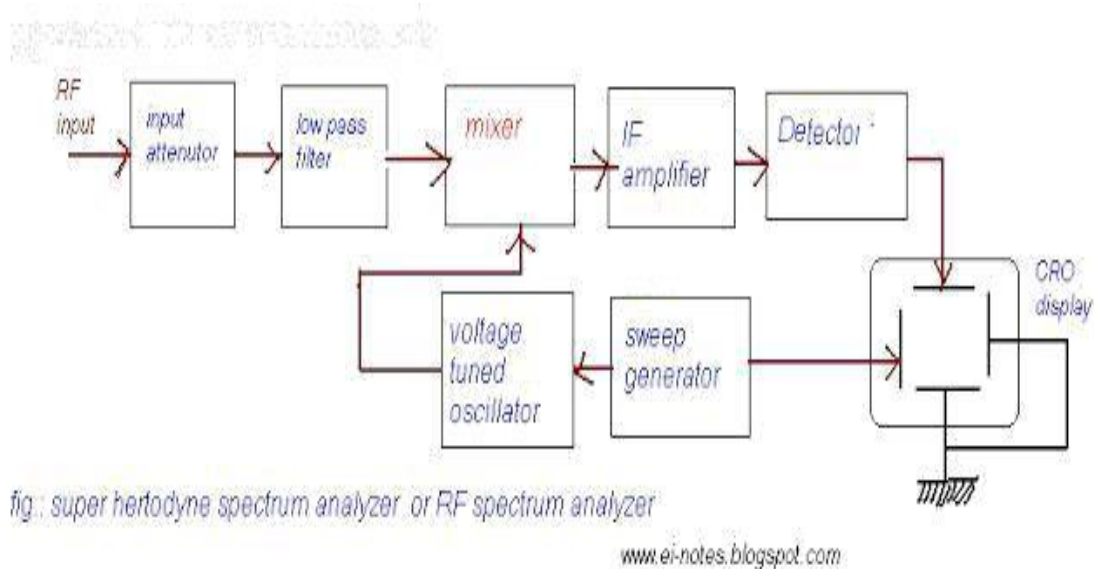 RF
input
input
attenutor
low pass
filter
mixer
IF
amplifier
Detector
CRO
display
voltage
tuned
oscillator
sweep
generator
fig.: super hertodyne spectrum analyzer or RF spectrum analyzer
www.ei-notes.blogspot.com